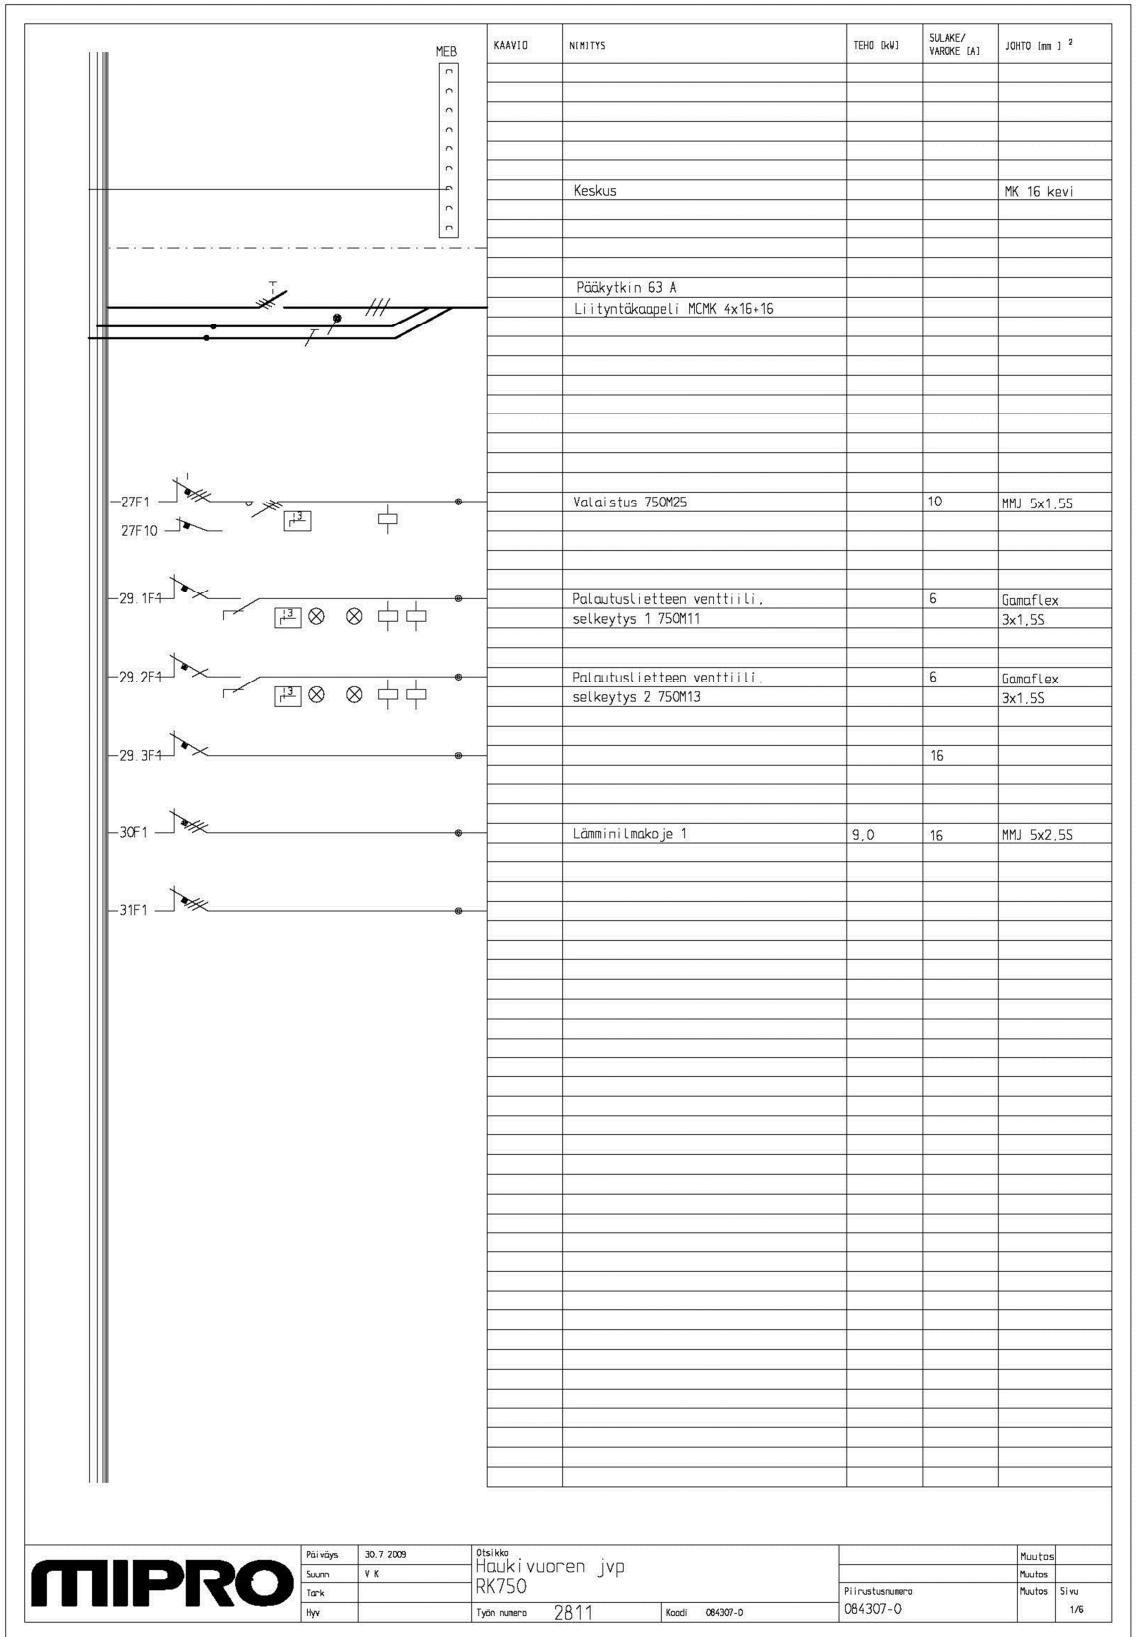 MEB
KAAVIO NIMITYS TEHO [kW] SULAKE/ VAROKE [A] JOHTO [mm ] 2
Keskus MK 16 kevi
Pääkytkin 63 A
Liityntäkaapeli MCMK 4x16+16
27F1 Valaistus 750M25 10 MMJ 5x1,5S
3
27F10
29.1F1 Palautuslietteen venttiili, 6 Gamaflex
3 selkeytys 1 750M11 3x1,5S
29.2F1 Palautuslietteen venttiili, 6 Gamaflex
3 selkeytys 2 750M13 3x1,5S
29.3F1 16
30F1 Lämminilmakoje 1 9,0 16 MMJ 5x2,5S
31F1
MIPRO
Päiväys 30.7 2009
Suunn V K
Tark
Hyv
Otsikko
Haukivuoren jvp
RK750
Työn numero 2811 Koodi 084307-0
Piirustusnumero
084307-0
Muutos
Muutos
Muutos Sivu
1/6